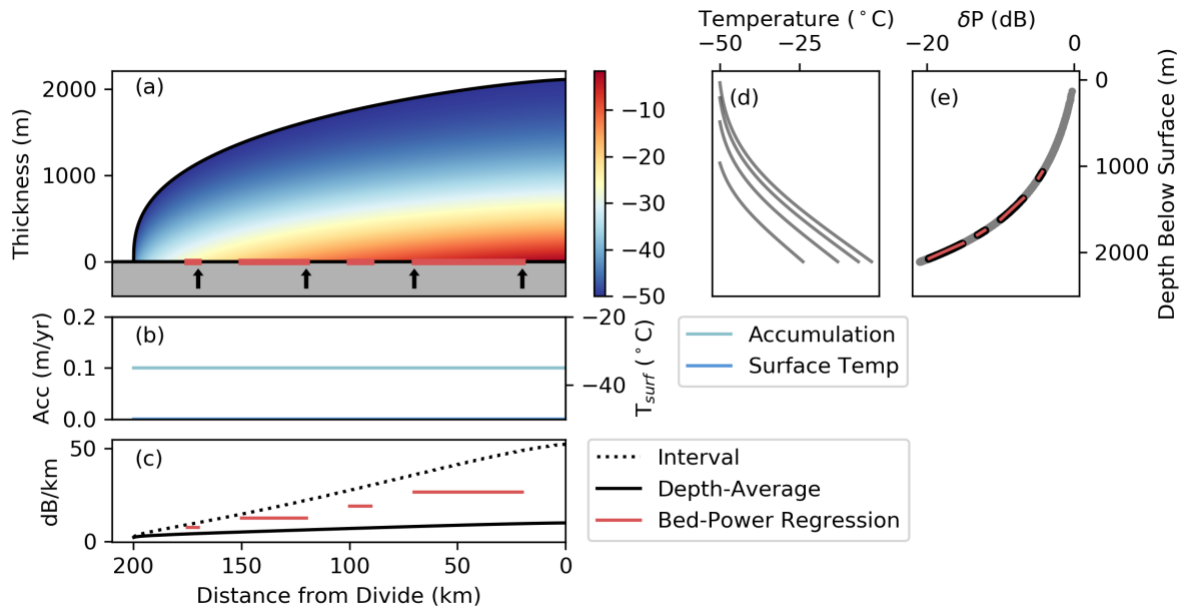 Temperature (°C)
δP (dB)
−50
−25
−20
0
(a)
2000
1000
0
Thickness (m)
−10
−20
−30
−40
−50
(d)
(e)
0
1000
2000
Depth Below Surface (m)
(b)
0.2
0.1
0.0
Acc (m/yr)
−20
−40
T_surf (°C)
Accumulation
Surface Temp
(c)
50
0
dB/km
Interval
Depth-Average
Bed-Power Regression
200
150
100
50
0
Distance from Divide (km)